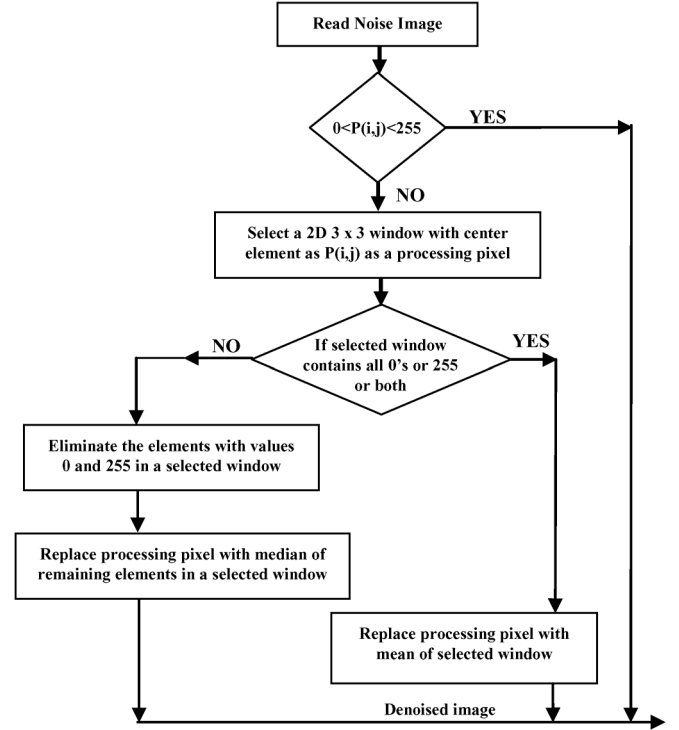 Read Noise Image
0<P(i,j)<255
YES
NO
Select a 2D 3 x 3 window with center
element as P(i,j) as a processing pixel
If selected window
contains all 0's or 255
or both
NO
YES
Eliminate the elements with values
0 and 255 in a selected window
Replace processing pixel with median of
remaining elements in a selected window
Replace processing pixel with
mean of selected window
Denoised image